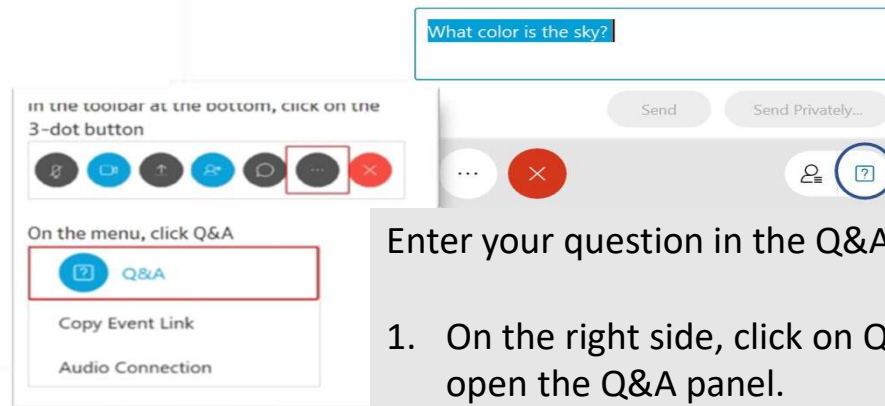 What color is the sky?
Send
Send Privately...
In the toolbar at the bottom, click on the
3-dot button
On the menu, click Q&A
Q&A
Copy Event Link
Audio Connection
Enter your question in the Q&A
1. On the right side, click on Q
open the Q&A panel.